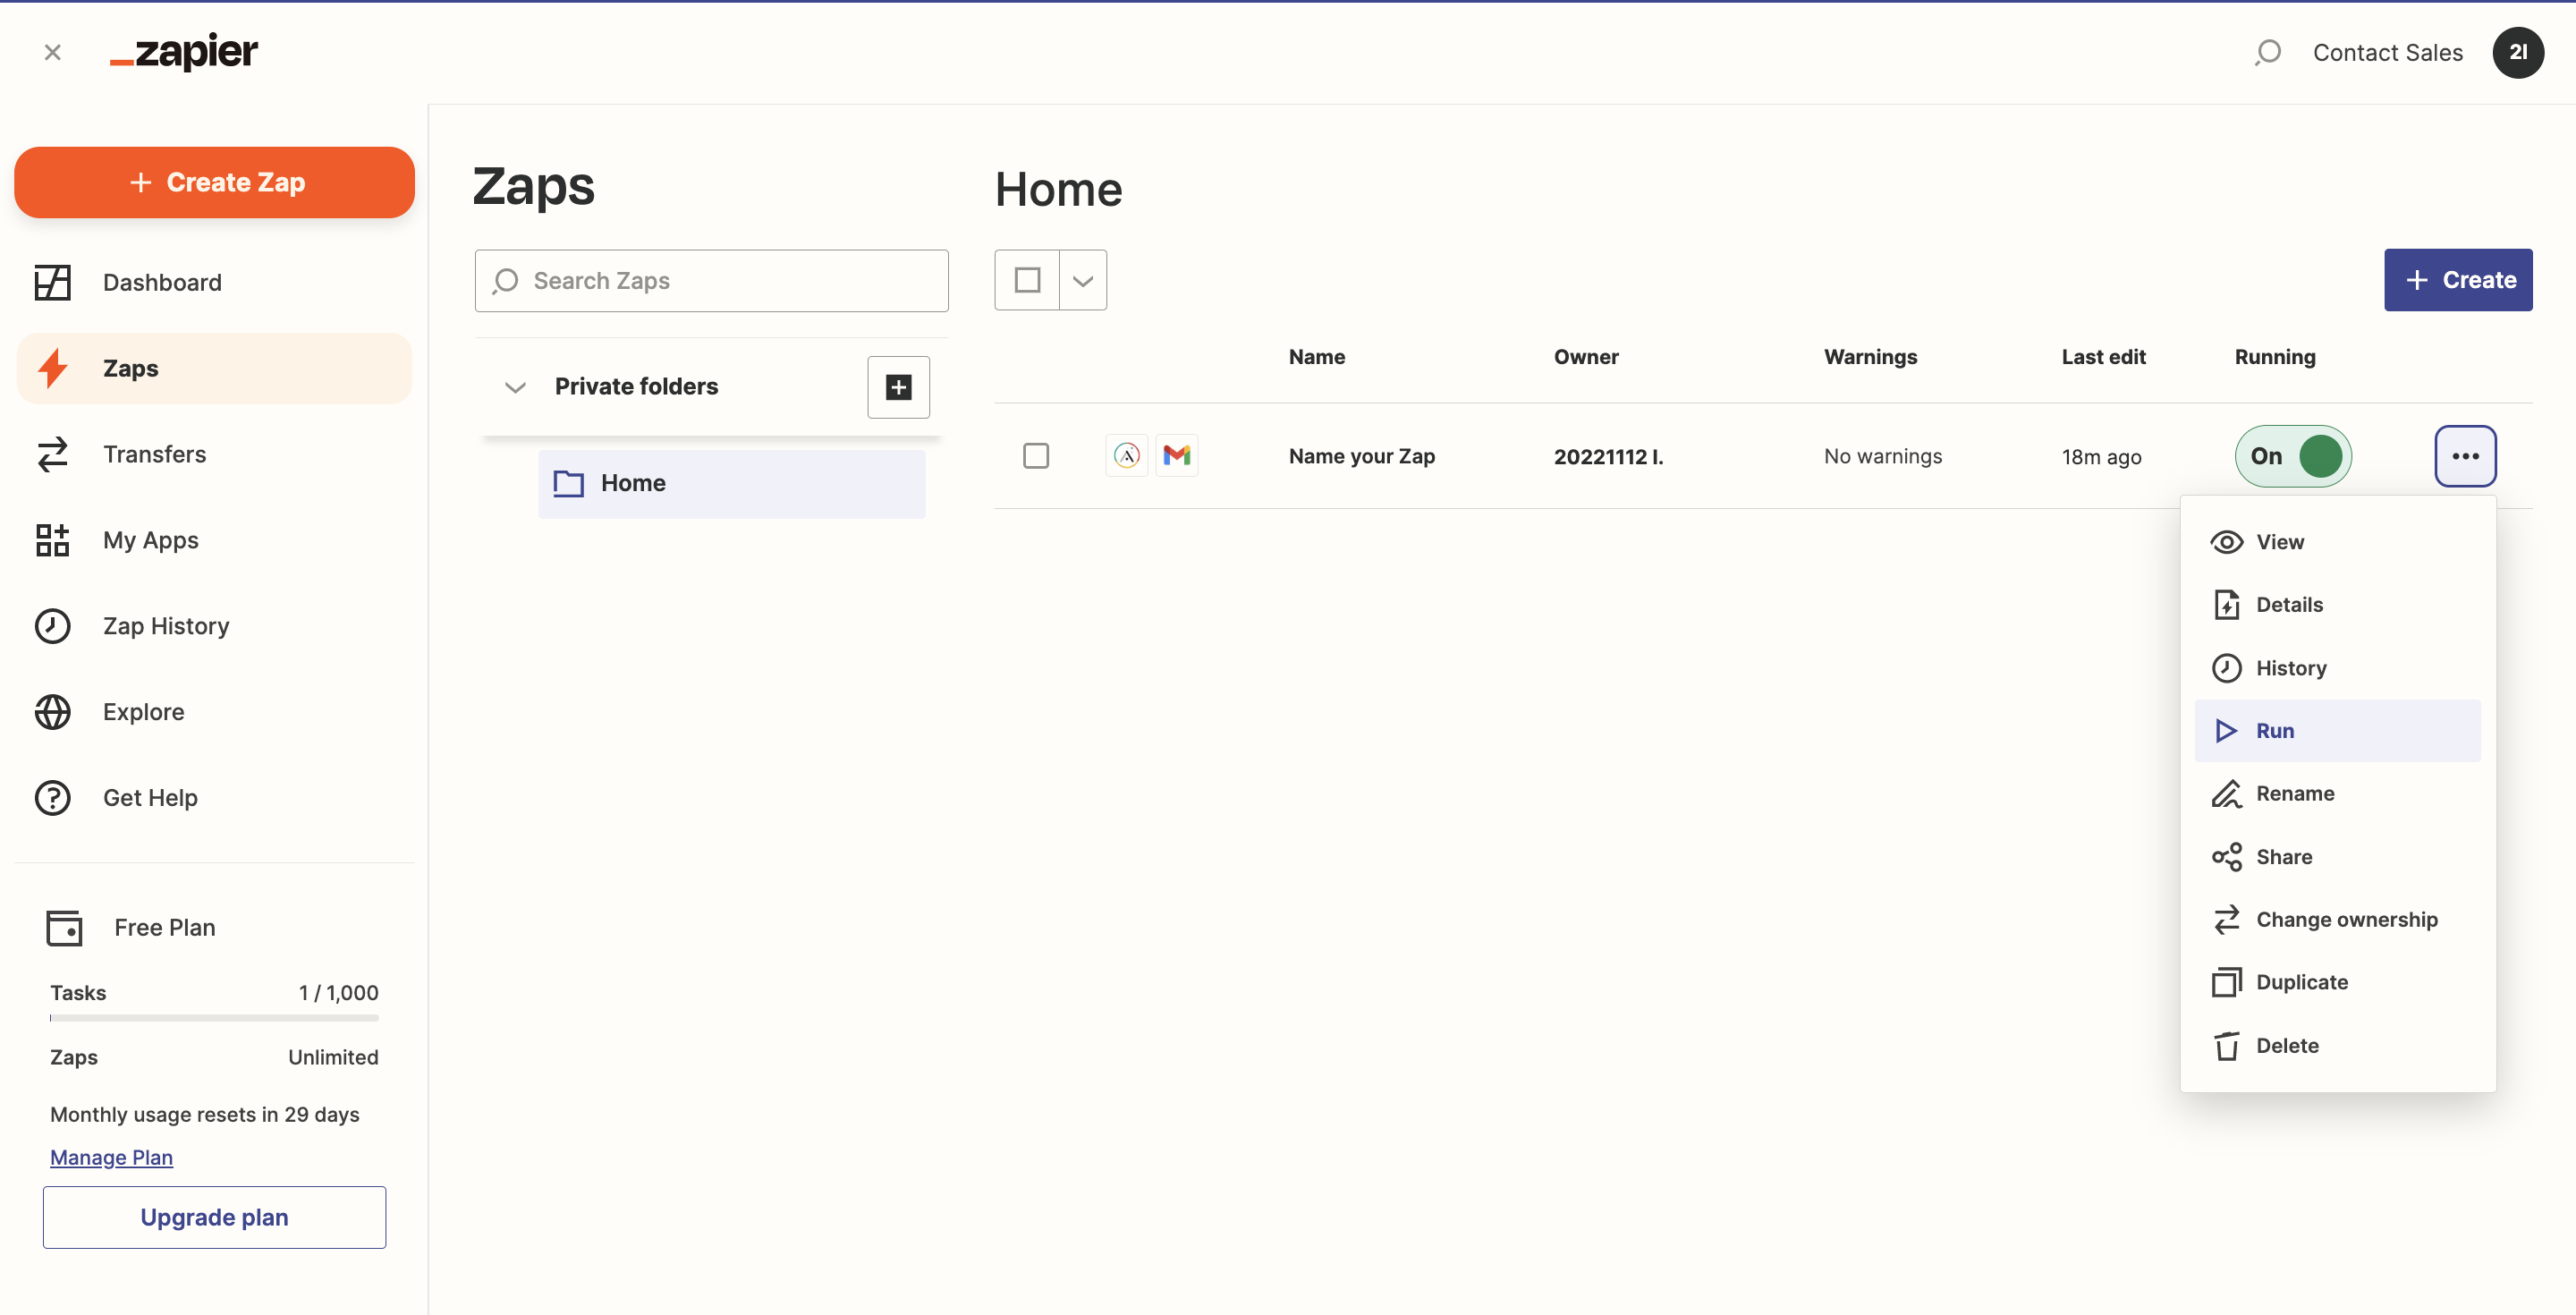 zapier
Contact Sales
2I
Create Zap
Dashboard
Zaps
Transfers
My Apps
Zap History
Explore
Get Help
Free Plan
Tasks 1 / 1,000
Zaps Unlimited
Monthly usage resets in 29 days
Manage Plan
Upgrade plan
Zaps
Search Zaps
Private folders
Home
Home
Create
Name Owner Warnings Last edit Running
Name your Zap 20221112 I. No warnings 18m ago On
View
Details
History
Run
Rename
Share
Change ownership
Duplicate
Delete